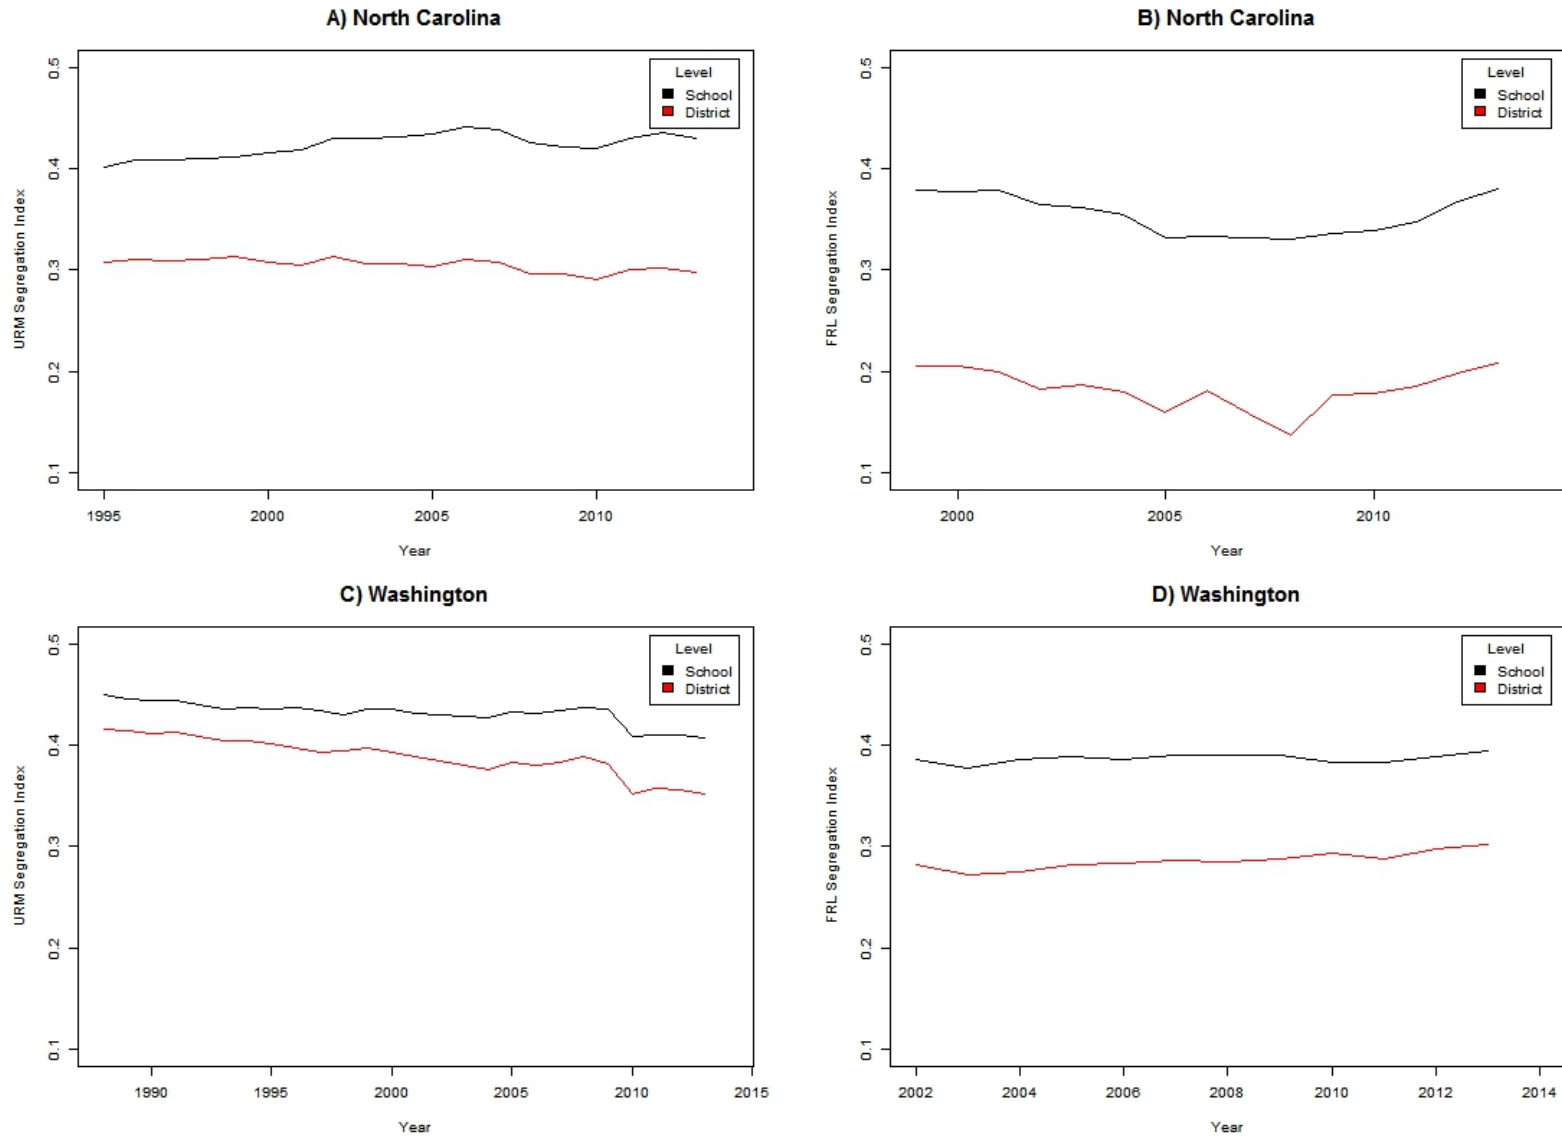 A) North Carolina
URM Segregation Index
0.5
0.4
0.3
0.2
0.1
Level
School
District
1995
2000
2005
2010
Year
B) North Carolina
FRL Segregation Index
0.5
0.4
0.3
0.2
0.1
Level
School
District
2000
2005
2010
Year
C) Washington
URM Segregation Index
0.5
0.4
0.3
0.2
0.1
Level
School
District
1990
1995
2000
2005
2010
2015
Year
D) Washington
FRL Segregation Index
0.5
0.4
0.3
0.2
0.1
Level
School
District
2002
2004
2006
2008
2010
2012
2014
Year